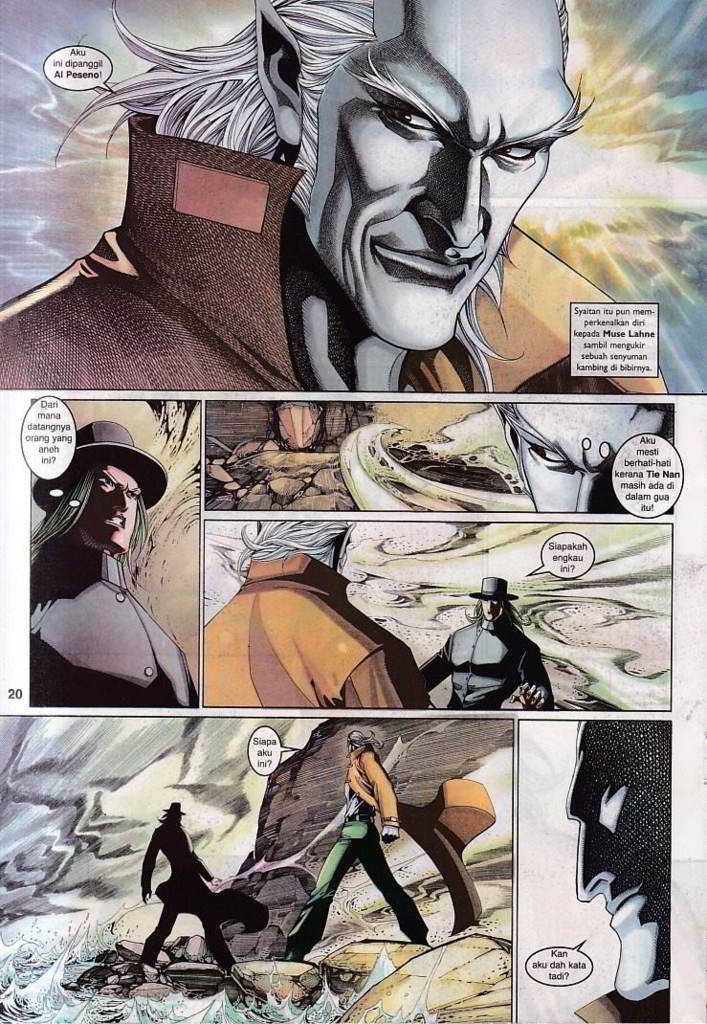 Aku
ini dipanggil
Al Peseno!
Syaitan itu pun mem-
perkenalkan diri
kepada Muse Lahne
sambil mengukir
sebuah senyuman
kambing di bibirnya.
Dari
mana
datangnya
orang yang
aneh
ini?
Aku
mesti
berhati-hati
kerana Tie Nan
masih ada di
dalam gua
itu!
Siapakah
engkau
ini?
20
Siapa
aku
ini?
Kan
aku dah kata
tadi?